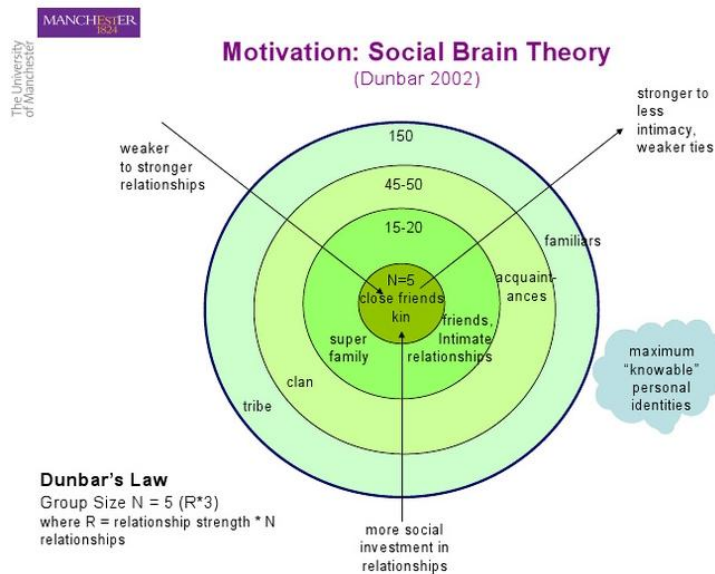 MANCHESTER
1824
The University
of Manchester
Motivation: Social Brain Theory
(Dunbar 2002)
stronger to
less
intimacy,
weaker ties
weaker
to stronger
relationships
150
45-50
15-20
familiars
acquaint-
ances
N=5
close friends
kin
friends,
Intimate
relationships
super
family
clan
tribe
maximum
“knowable”
personal
identities
Dunbar's Law
Group Size N = 5 (R*3)
where R = relationship strength * N
relationships
more social
investment in
relationships